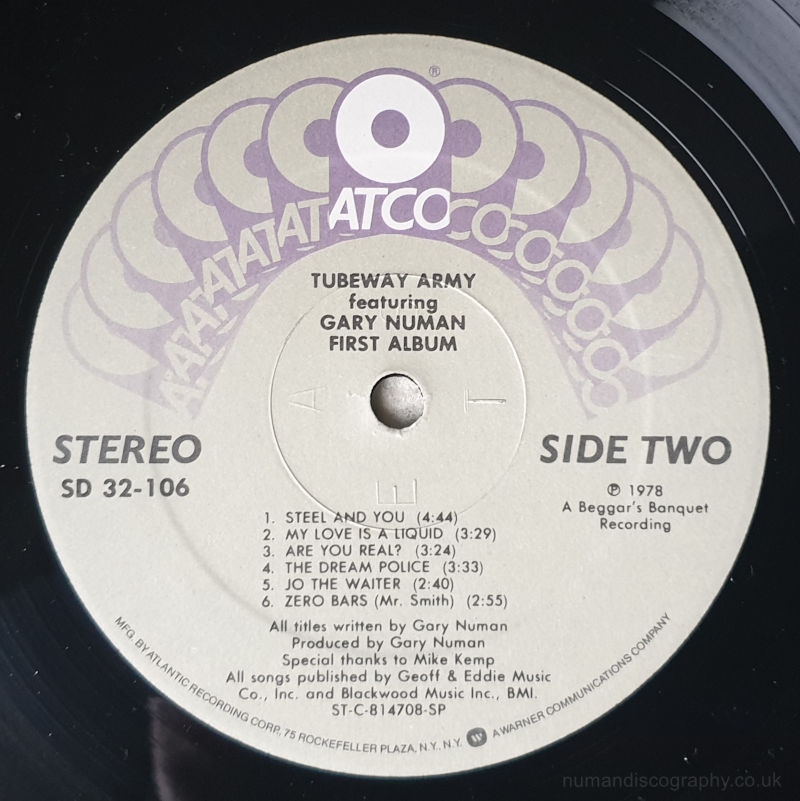 ®
ATCO
TUBEWAY ARMY
featuring
GARY NUMAN
FIRST ALBUM
STEREO
SD 32-106
SIDE TWO
℗ 1978
A Beggar's Banquet
Recording
1. STEEL AND YOU (4:44)
2. MY LOVE IS A LIQUID (3:29)
3. ARE YOU REAL? (3:24)
4. THE DREAM POLICE (3:33)
5. JO THE WAITER (2:40)
6. ZERO BARS (Mr. Smith) (2:55)
All titles written by Gary Numan
Produced by Gary Numan
Special thanks to Mike Kemp
All songs published by Geoff & Eddie Music
Co., Inc. and Blackwood Music Inc., BMI.
ST-C-814708-SP
MFG. BY ATLANTIC RECORDING CORP., 75 ROCKEFELLER PLAZA, N.Y., N.Y. A WARNER COMMUNICATIONS COMPANY
numandiscography.co.uk